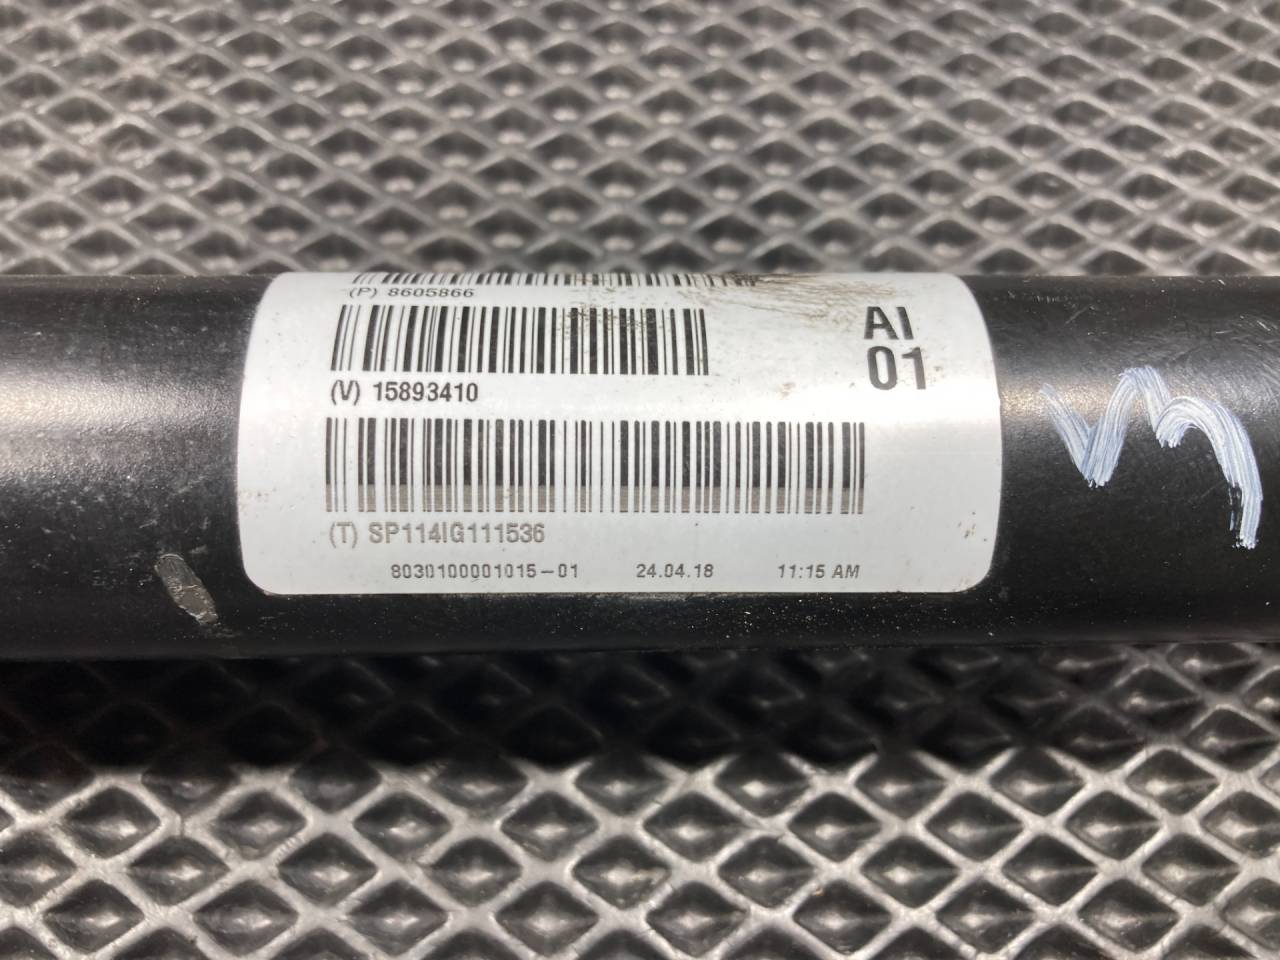 (P) 8605866
AI
01
(V) 15893410
(T) SP114IG111536
8030100001015-01 24.04.18 11:15 AM